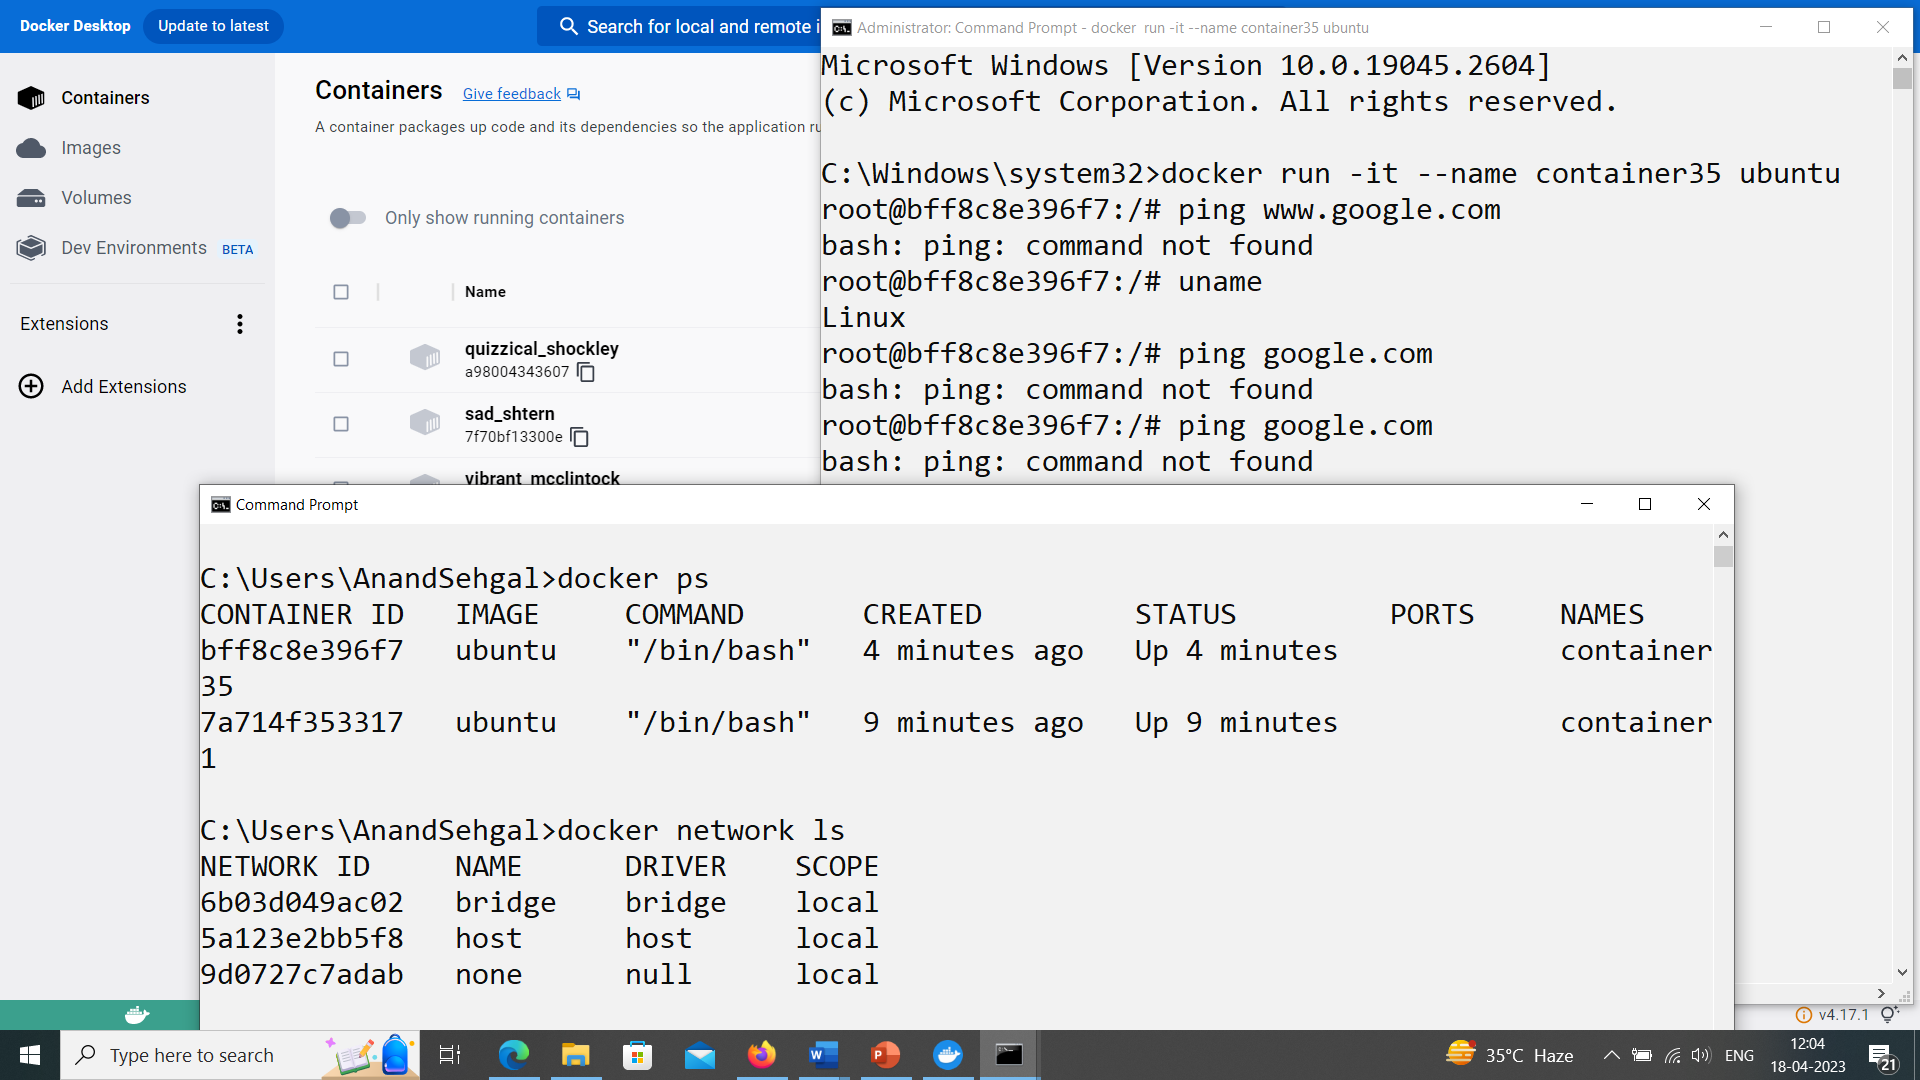 Docker Desktop
Update to latest
Search for local and remote i
Containers
Images
Volumes
Dev Environments BETA
Extensions
Add Extensions
Containers Give feedback
A container packages up code and its dependencies so the application ru
Only show running containers
Name
quizzical_shockley
a98004343607
sad_shtern
7f70bf13300e
vibrant_mcclintock
Administrator: Command Prompt - docker run -it --name container35 ubuntu
Microsoft Windows [Version 10.0.19045.2604]
(c) Microsoft Corporation. All rights reserved.
C:\Windows\system32>docker run -it --name container35 ubuntu
root@bff8c8e396f7:/# ping www.google.com
bash: ping: command not found
root@bff8c8e396f7:/# uname
Linux
root@bff8c8e396f7:/# ping google.com
bash: ping: command not found
root@bff8c8e396f7:/# ping google.com
bash: ping: command not found
Command Prompt
C:\Users\AnandSehgal>docker ps
CONTAINER ID IMAGE COMMAND CREATED STATUS PORTS NAMES
bff8c8e396f7 ubuntu "/bin/bash" 4 minutes ago Up 4 minutes container
35
7a714f353317 ubuntu "/bin/bash" 9 minutes ago Up 9 minutes container
1
C:\Users\AnandSehgal>docker network ls
NETWORK ID NAME DRIVER SCOPE
6b03d049ac02 bridge bridge local
5a123e2bb5f8 host host local
9d0727c7adab none null local
v4.17.1
Type here to search
35°C Haze
ENG
12:04
18-04-2023
21